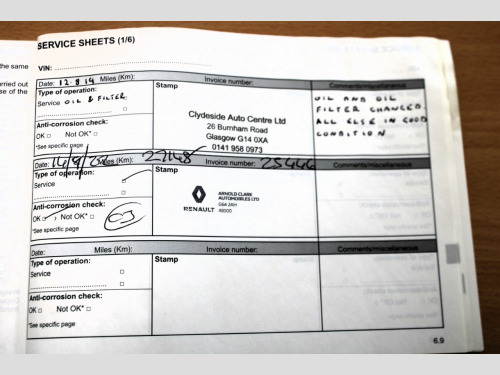 SERVICE SHEETS (1/6)
the same
VIN:
rried out
se of the
Date: 12.8.14 Miles (Km): Invoice number: Comments/miscellaneous
Type of operation:
Service OIL & FILTER
Anti-corrosion check:
OK □ Not OK* □
*See specific page
Stamp
Clydeside Auto Centre Ltd
26 Burnham Road
Glasgow G14 0XA
0141 958 0973
OIL AND OIL
FILTER CHANGED.
ALL ELSE IN GOOD
CONDITION
Date: Miles (Km): Invoice number: Comments/miscellaneous
Type of operation:
Service □
Anti-corrosion check:
OK □ Not OK* □
*See specific page
Stamp
RENAULT
ARNOLD CLARK
AUTOMOBILES LTD
G64 2AH
Date: Miles (Km): Invoice number: Comments/miscellaneous
Type of operation:
Service □
□
Anti-corrosion check:
OK □ Not OK* □
*See specific page
Stamp
6.9